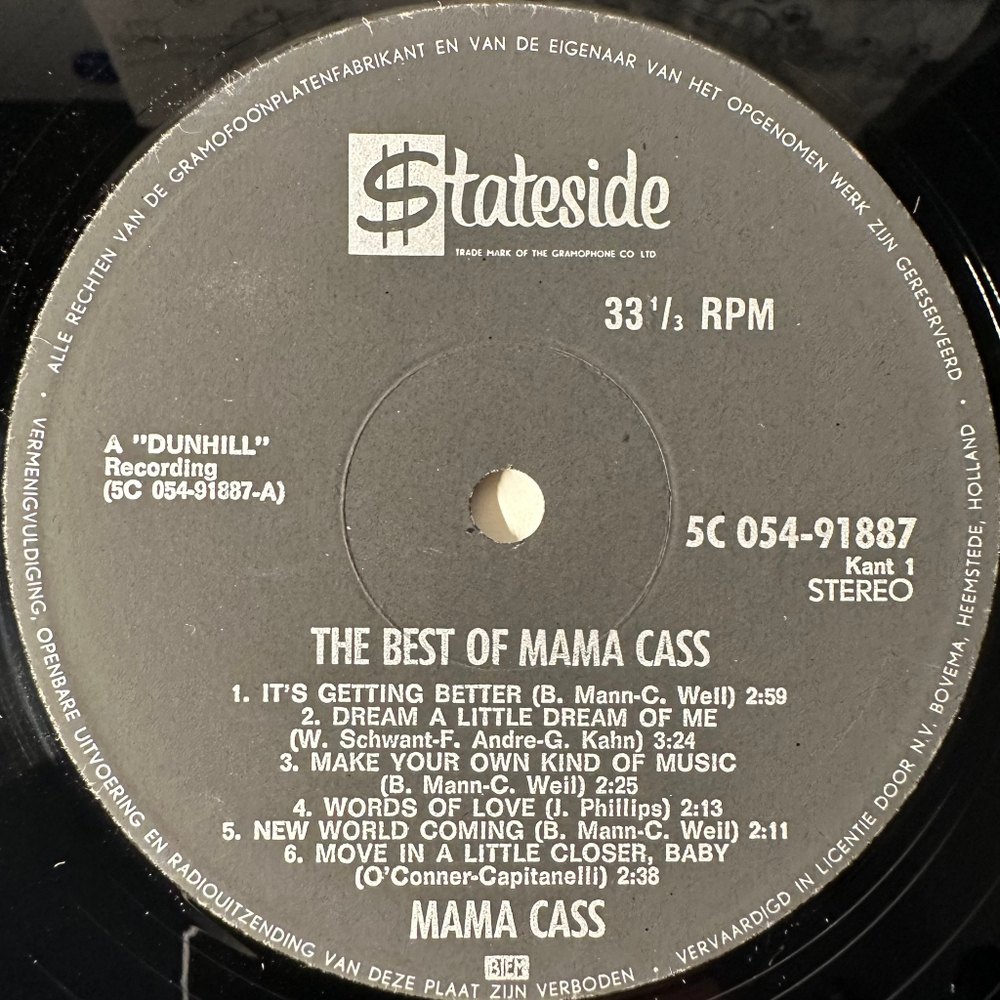 ALLE RECHTEN VAN DE GRAMOFOONPLATENFABRIKANT EN VAN DE EIGENAAR VAN HET OPGENOMEN WERK ZIJN GERESERVEERD •
$tateside
TRADE MARK OF THE GRAMOPHONE CO LTD
33 1/3 RPM
A "DUNHILL"
Recording
(5C 054-91887-A)
5C 054-91887
Kant 1
STEREO
THE BEST OF MAMA CASS
1. IT'S GETTING BETTER (B. Mann-C. Weil) 2:59
2. DREAM A LITTLE DREAM OF ME
(W. Schwant-F. Andre-G. Kahn) 3:24
3. MAKE YOUR OWN KIND OF MUSIC
(B. Mann-C. Weil) 2:25
4. WORDS OF LOVE (J. Phillips) 2:13
5. NEW WORLD COMING (B. Mann-C. Weil) 2:11
6. MOVE IN A LITTLE CLOSER, BABY
(O'Conner-Capitanelli) 2:38
MAMA CASS
BIEM
VERMENIGVULDIGING, OPENBARE UITVOERING EN RADIOUITZENDING VAN DEZE PLAAT ZIJN VERBODEN •
VERVAARDIGD IN LICENTIE DOOR N.V. BOVEMA, HEEMSTEDE, HOLLAND •